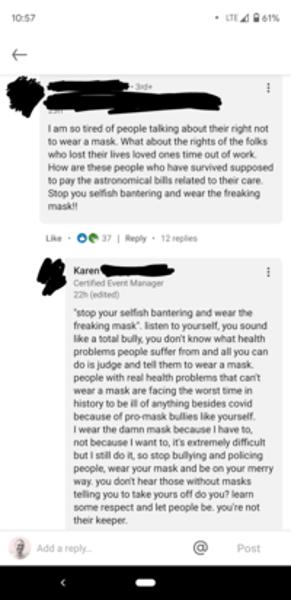 10:57
LTE 61%
3rd+
23h
I am so tired of people talking about their right not
to wear a mask. What about the rights of the folks
who lost their lives loved ones time out of work.
How are these people who have survived supposed
to pay the astronomical bills related to their care.
Stop you selfish bantering and wear the freaking
mask!!
Like • 37 | Reply • 12 replies
Karen
Certified Event Manager
22h (edited)
"stop your selfish bantering and wear the
freaking mask". listen to yourself, you sound
like a total bully, you don't know what health
problems people suffer from and all you can
do is judge and tell them to wear a mask.
people with real health problems that can't
wear a mask are facing the worst time in
history to be ill of anything besides covid
because of pro-mask bullies like yourself.
I wear the damn mask because I have to,
not because I want to, it's extremely difficult
but I still do it, so stop bullying and policing
people, wear your mask and be on your merry
way. you don't hear those without masks
telling you to take yours off do you? learn
some respect and let people be. you're not
their keeper.
Add a reply...
@
Post